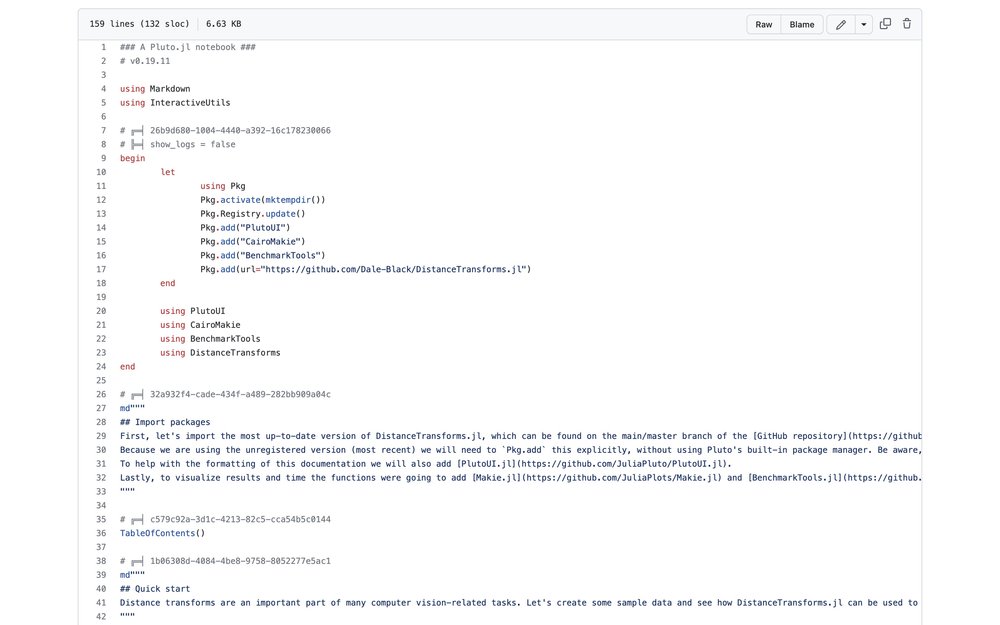 159 lines (132 sloc) 6.63 KB Raw Blame
1 ### A Pluto.jl notebook ###
2 # v0.19.11
3
4 using Markdown
5 using InteractiveUtils
6
7 # ╔═╡ 26b9d680-1004-4440-a392-16c178230066
8 # ╠═╡ show_logs = false
9 begin
10 let
11 using Pkg
12 Pkg.activate(mktempdir())
13 Pkg.Registry.update()
14 Pkg.add("PlutoUI")
15 Pkg.add("CairoMakie")
16 Pkg.add("BenchmarkTools")
17 Pkg.add(url="https://github.com/Dale-Black/DistanceTransforms.jl")
18 end
19
20 using PlutoUI
21 using CairoMakie
22 using BenchmarkTools
23 using DistanceTransforms
24 end
25
26 # ╔═╡ 32a932f4-cade-434f-a489-282bb909a04c
27 md"""
28 ## Import packages
29 First, let's import the most up-to-date version of DistanceTransforms.jl, which can be found on the main/master branch of the [GitHub repository](https://github
30 Because we are using the unregistered version (most recent) we will need to `Pkg.add` this explicitly, without using Pluto's built-in package manager. Be aware,
31 To help with the formatting of this documentation we will also add [PlutoUI.jl](https://github.com/JuliaPluto/PlutoUI.jl).
32 Lastly, to visualize results and time the functions were going to add [Makie.jl](https://github.com/JuliaPlots/Makie.jl) and [BenchmarkTools.jl](https://github.
33 """
34
35 # ╔═╡ c579c92a-3d1c-4213-82c5-cca54b5c0144
36 TableOfContents()
37
38 # ╔═╡ 1b06308d-4084-4be8-9758-8052277e5ac1
39 md"""
40 ## Quick start
41 Distance transforms are an important part of many computer vision-related tasks. Let's create some sample data and see how DistanceTransforms.jl can be used to
42 """